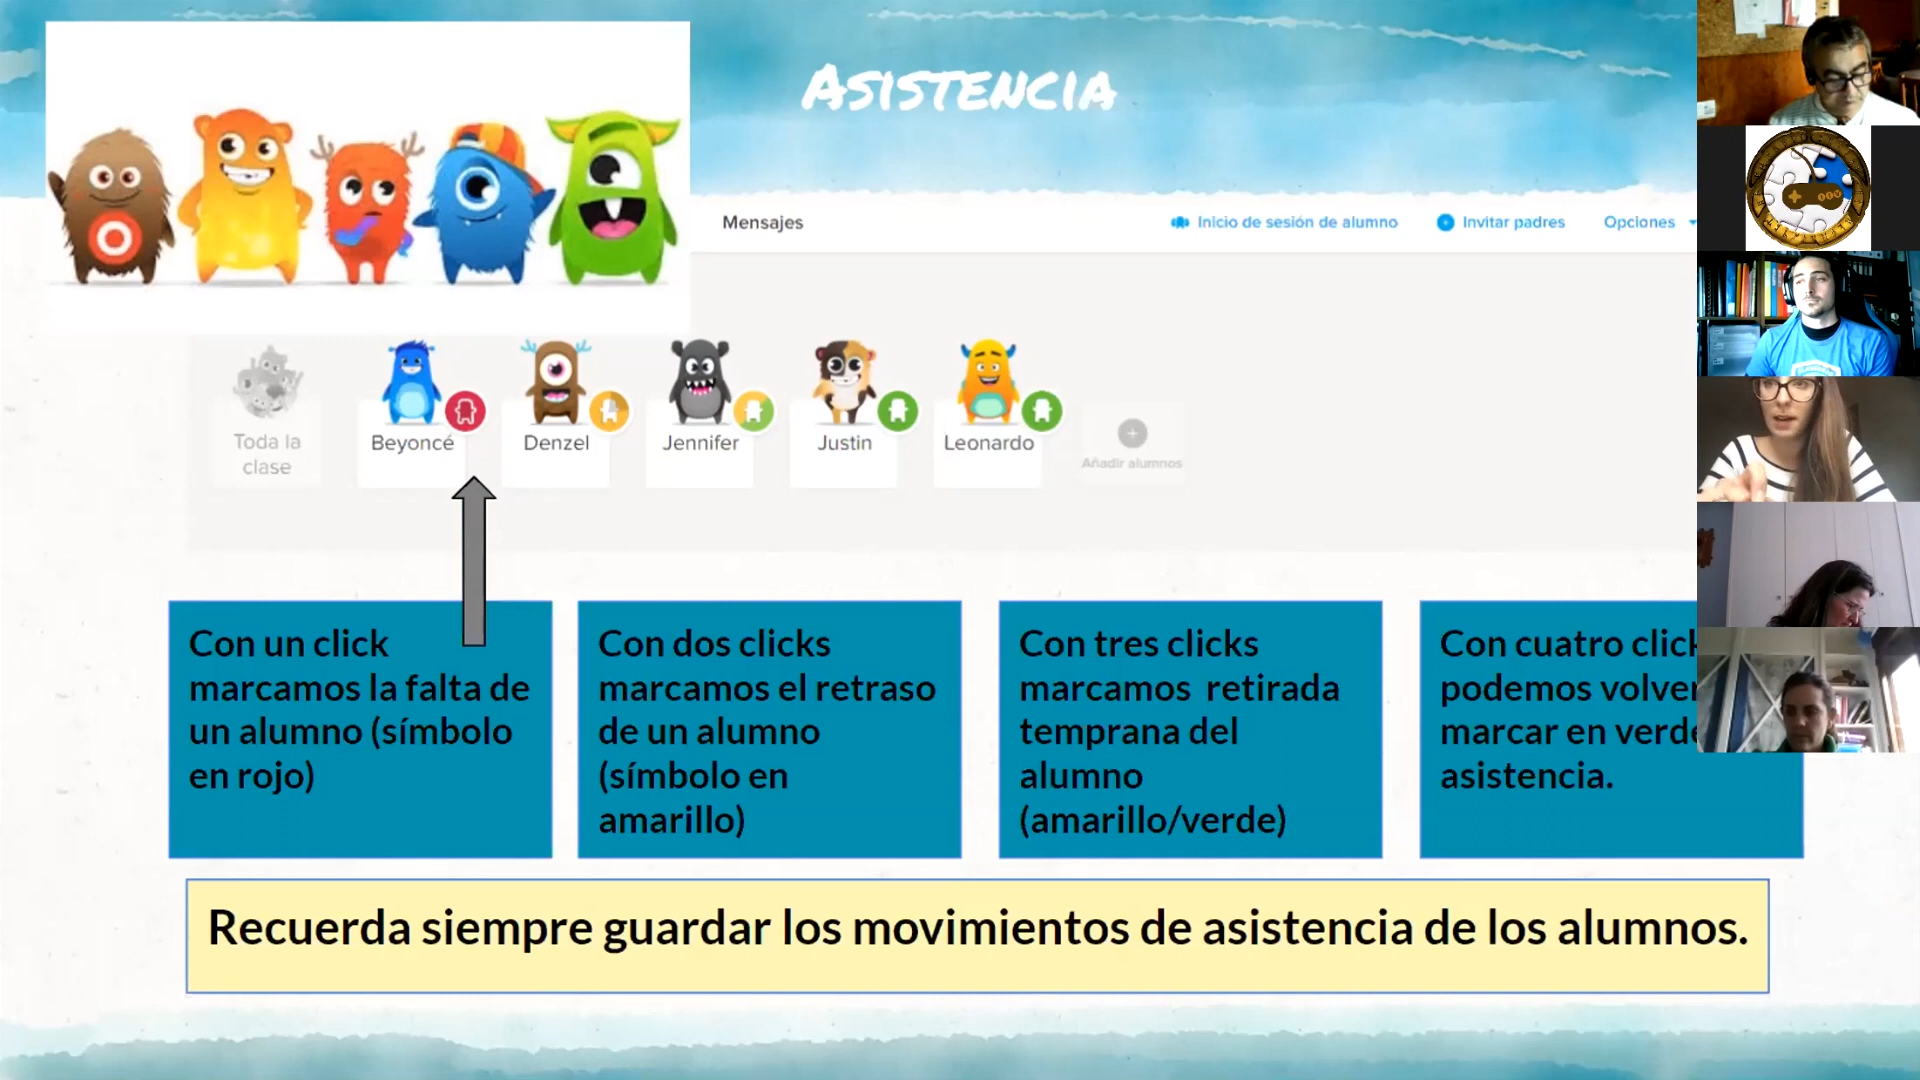 Asistencia
Mensajes
Inicio de sesión de alumno
Invitar padres
Opciones
Toda la
clase
Beyoncé
Denzel
Jennifer
Justin
Leonardo
Añadir alumnos
Con un click
marcamos la falta de
un alumno (símbolo
en rojo)
Con dos clicks
marcamos el retraso
de un alumno
(símbolo en
amarillo)
Con tres clicks
marcamos retirada
temprana del
alumno
(amarillo/verde)
Con cuatro
podemos
marcar en
asistencia.
Recuerda siempre guardar los movimientos de asistencia de los alumnos.